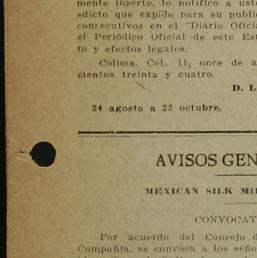 mente inserto, lo notifico a uste
edicto que expido para su publi
consecutivos en el "Diario Oficia
el Periódico Oficial de este Est
to y efectos legales.
Colima. Col.. 11, once de a
cientos treinta y cuatro.
D. L
24 agosto a 23 octubre.
AVISOS GEN
MEXICAN SILK MI
CONVOCAT
Por acuerdo del Consejo d
Compañía, se convoca a los seño